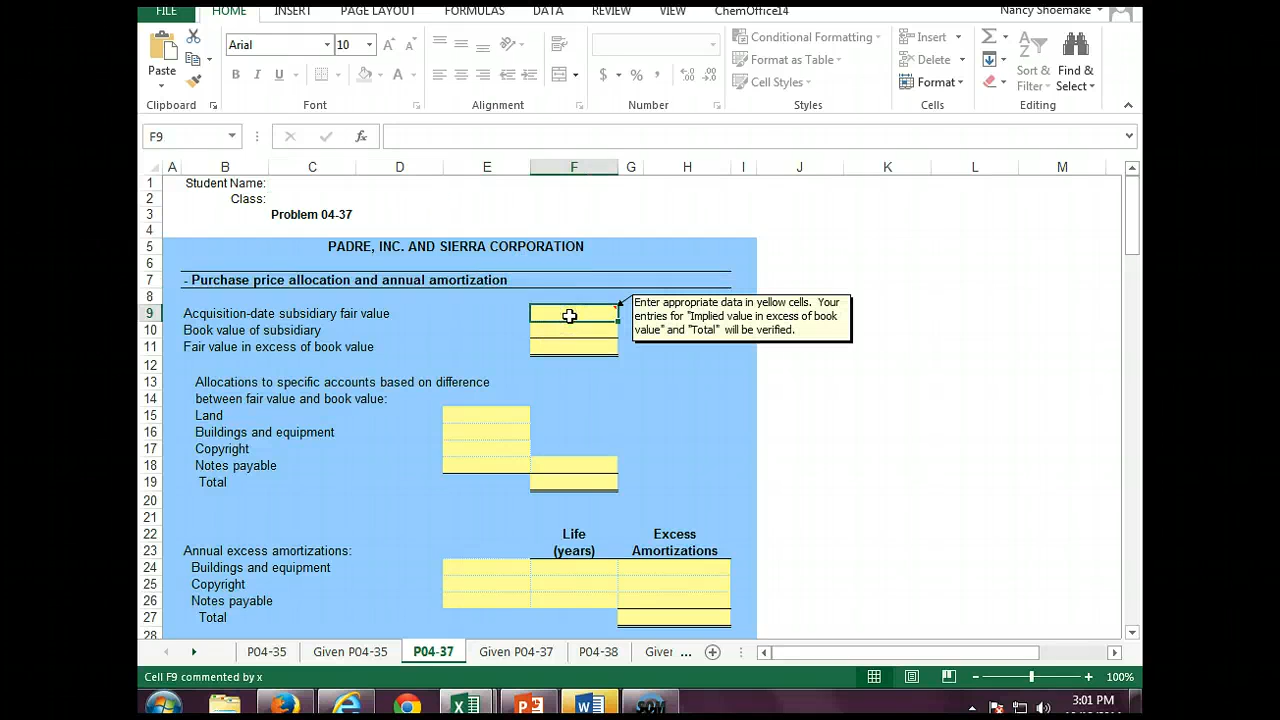 FILE HOME INSERT PAGE LAYOUT FORMULAS DATA REVIEW VIEW ChemOffice14 Nancy Shoemake
Paste
Arial 10
B I U A
$ % ,
Conditional Formatting
Format as Table
Cell Styles
Insert
Delete
Format
Sort & Filter
Find & Select
Clipboard Font Alignment Number Styles Cells Editing
F9 fx
A B C D E F G H I J K L M
1 Student Name:
2 Class:
3 Problem 04-37
4
5 PADRE, INC. AND SIERRA CORPORATION
6
7 - Purchase price allocation and annual amortization
8
9 Acquisition-date subsidiary fair value
10 Book value of subsidiary
11 Fair value in excess of book value
Enter appropriate data in yellow cells. Your
entries for "Implied value in excess of book
value" and "Total" will be verified.
12
13 Allocations to specific accounts based on difference
14 between fair value and book value:
15 Land
16 Buildings and equipment
17 Copyright
18 Notes payable
19 Total
20
21
22 Life Excess
23 Annual excess amortizations: (years) Amortizations
24 Buildings and equipment
25 Copyright
26 Notes payable
27 Total
28
P04-35 Given P04-35 P04-37 Given P04-37 P04-38 Giver ...
Cell F9 commented by x 100%
3:01 PM